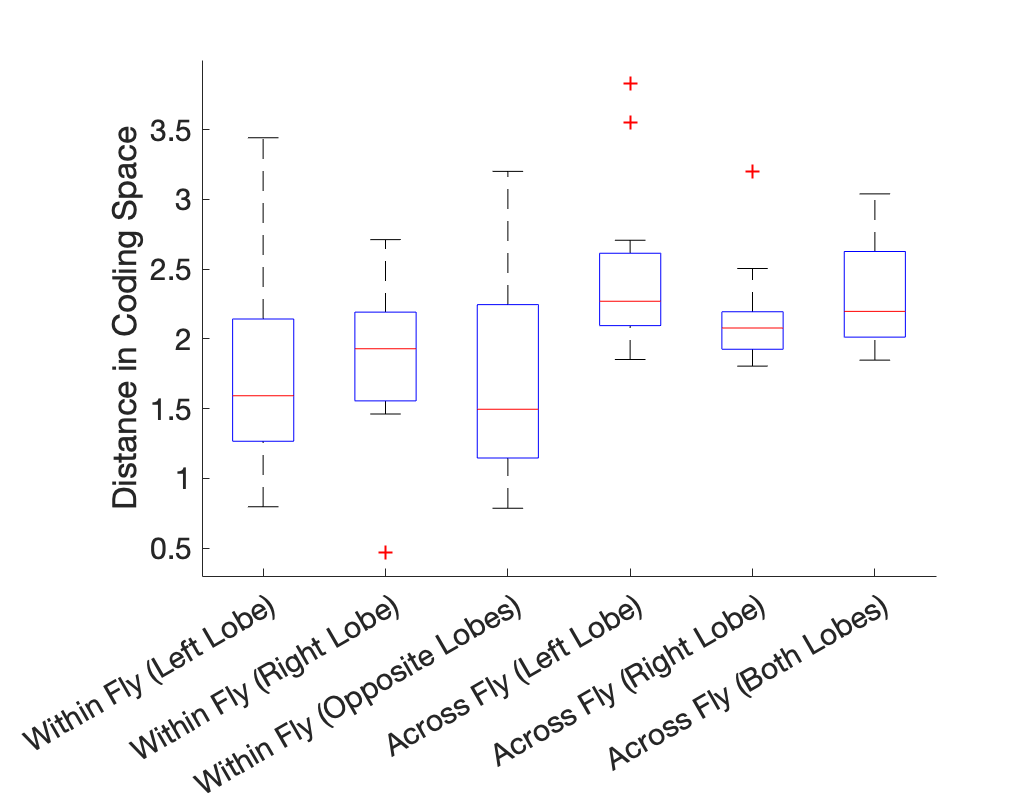 Distance in Coding Space
3.5
3
2.5
2
1.5
1
0.5
Within Fly (Left Lobe)
Within Fly (Right Lobe)
Within Fly (Opposite Lobes)
Across Fly (Left Lobe)
Across Fly (Right Lobe)
Across Fly (Both Lobes)